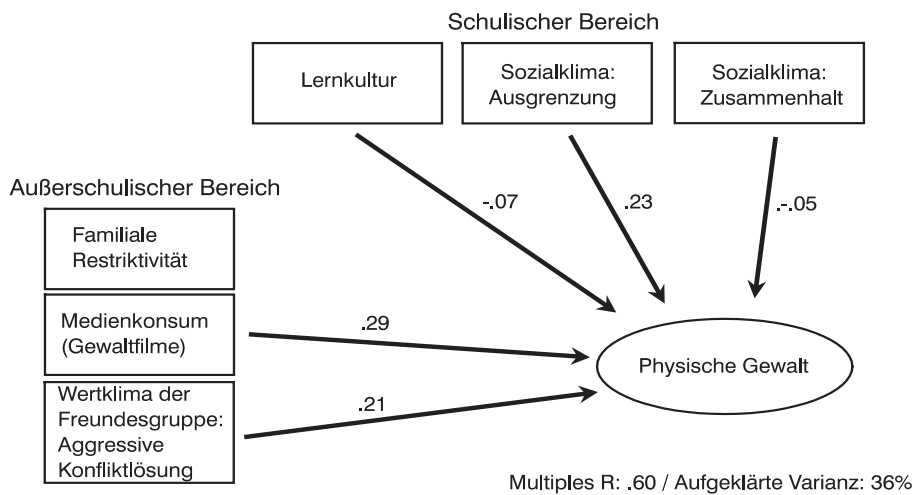 Schulischer Bereich
Lernkultur
Sozialklima:
Ausgrenzung
Sozialklima:
Zusammenhalt
Außerschulischer Bereich
-.07
.23
.-.05
Familiale
Restriktivität
Medienkonsum
(Gewaltfilme)
.29
Physische Gewalt
Wertklima der
Freundesgruppe:
Aggressive
Konfliktlösung
.21
Multiples R: .60 / Aufgeklärte Varianz: 36%